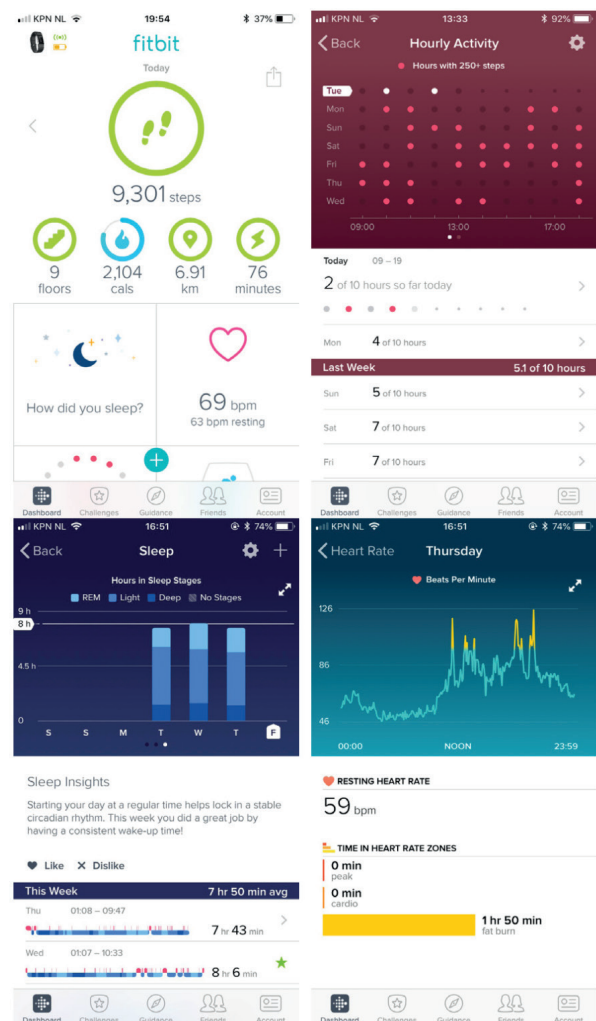 KPN NL 19:54 37%
fitbit
Today
9,301 steps
9 2,104 6.91 76
floors cals km minutes
How did you sleep?
69 bpm
63 bpm resting
Dashboard Challenges Guidance Friends Account
KPN NL 13:33 92%
Back Hourly Activity
Hours with 250+ steps
Tue
Mon
Sun
Sat
Fri
Thu
Wed
09:00 13:00 17:00
Today 09 – 19
2 of 10 hours so far today
Mon 4 of 10 hours
Last Week 5.1 of 10 hours
Sun 5 of 10 hours
Sat 7 of 10 hours
Fri 7 of 10 hours
Dashboard Challenges Guidance Friends Account
KPN NL 16:51 74%
Back Sleep
Hours in Sleep Stages
REM Light Deep No Stages
9 h
8 h
4.5 h
0
S S M T W T F
Sleep Insights
Starting your day at a regular time helps lock in a stable
circadian rhythm. This week you did a great job by
having a consistent wake-up time!
Like Dislike
This Week 7 hr 50 min avg
Thu 01:08 – 09:47
7 hr 43 min
Wed 01:07 – 10:33
8 hr 6 min
Dashboard Challenges Guidance Friends Account
KPN NL 16:51 74%
Heart Rate Thursday
Beats Per Minute
126
86
46
00:00 NOON 23:59
RESTING HEART RATE
59 bpm
TIME IN HEART RATE ZONES
0 min
peak
0 min
cardio
1 hr 50 min
fat burn
Dashboard Challenges Guidance Friends Account